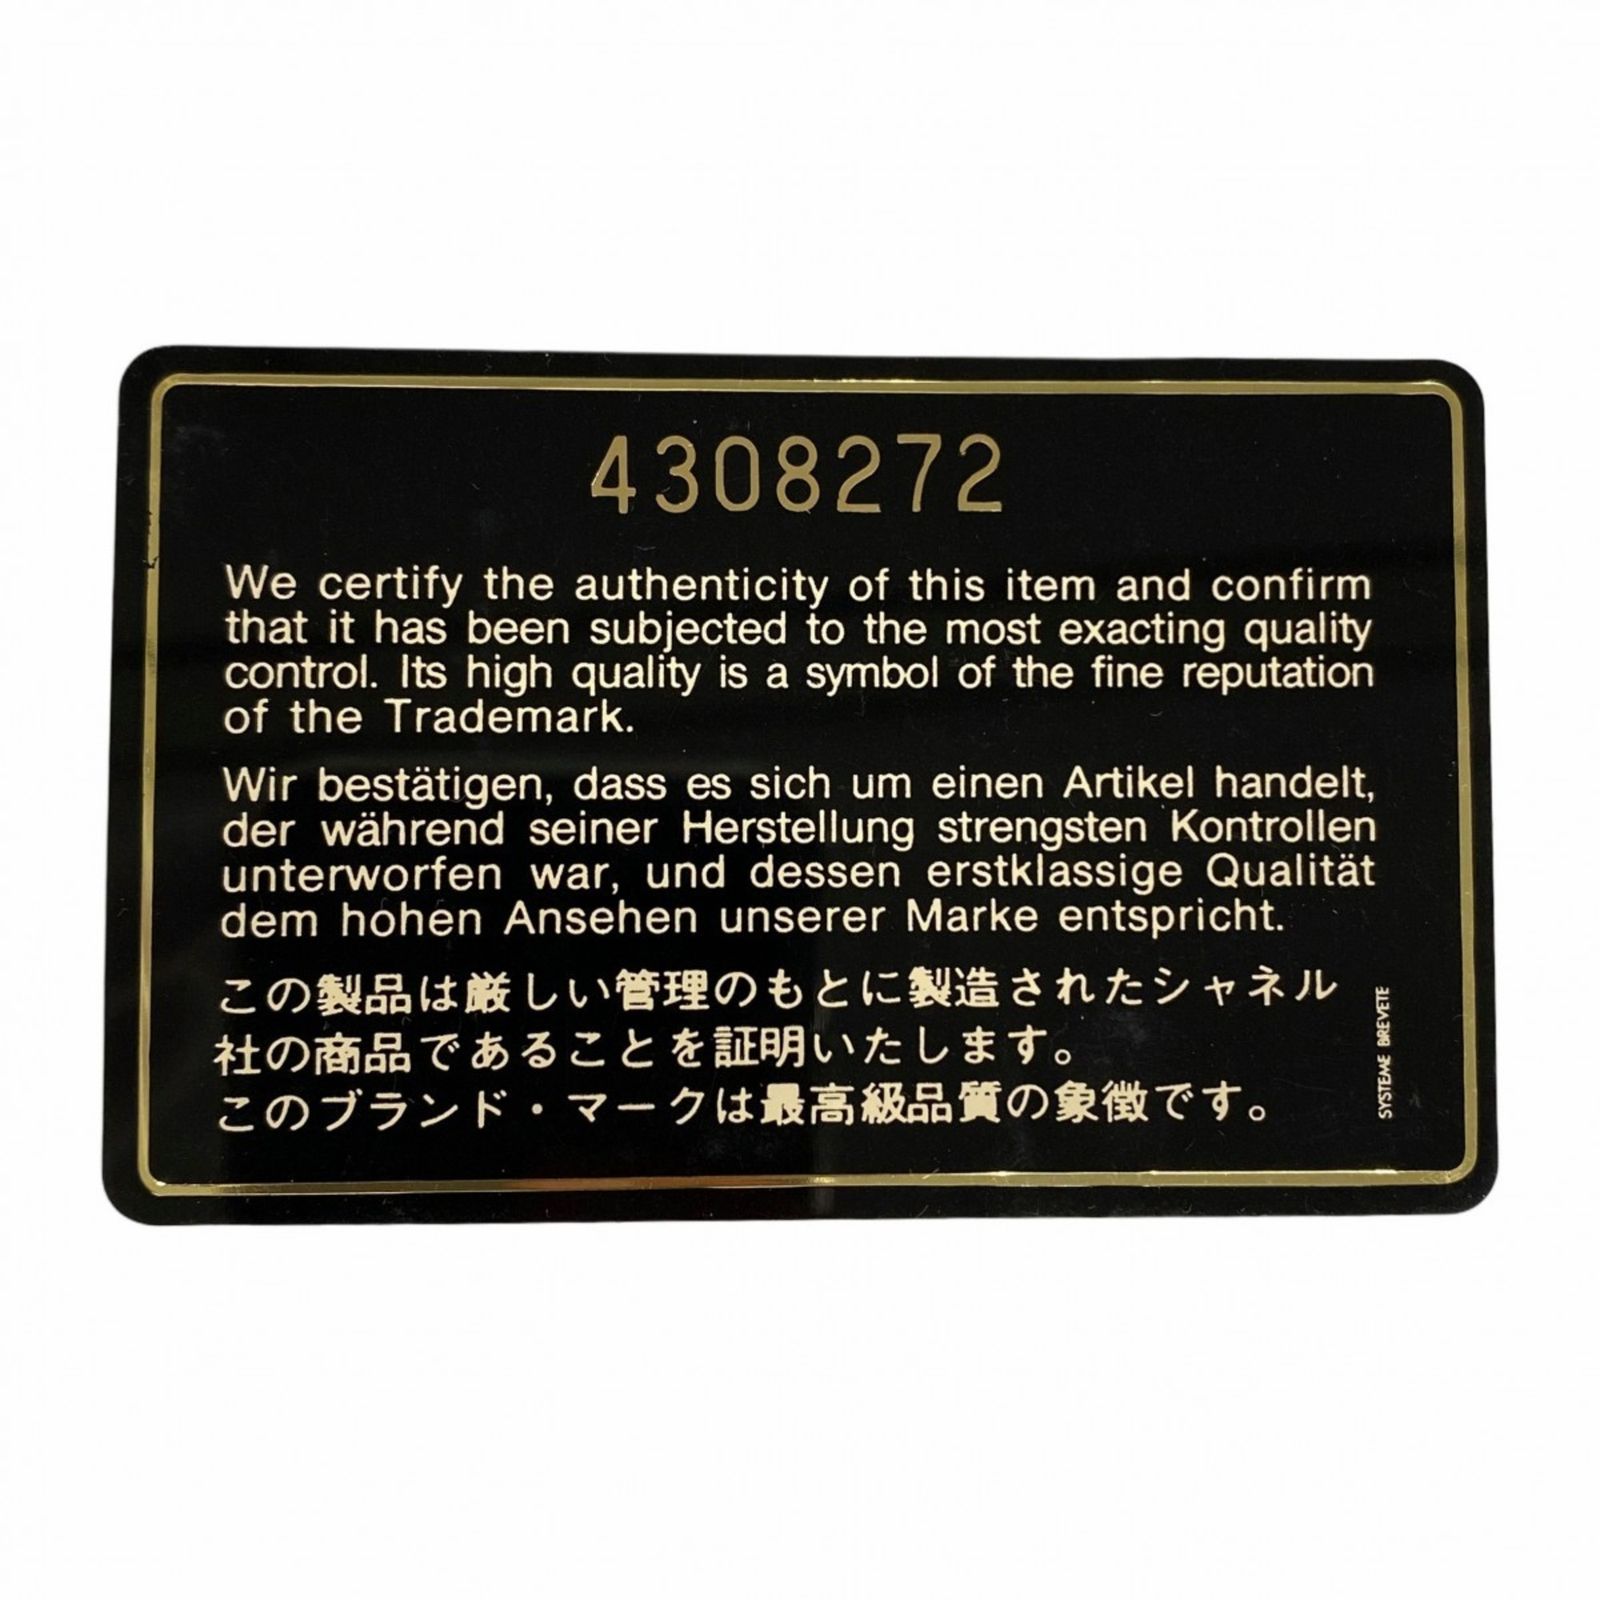 4308272
We certify the authenticity of this item and confirm
that it has been subjected to the most exacting quality
control. Its high quality is a symbol of the fine reputation
of the Trademark.
Wir bestätigen, dass es sich um einen Artikel handelt,
der während seiner Herstellung strengsten Kontrollen
unterworfen war, und dessen erstklassige Qualität
dem hohen Ansehen unserer Marke entspricht.
この製品は厳しい管理のもとに製造されたシャネル
社の商品であることを証明いたします。
このブランド・マークは最高級品質の象徴です。
SYSTEME BREVETE